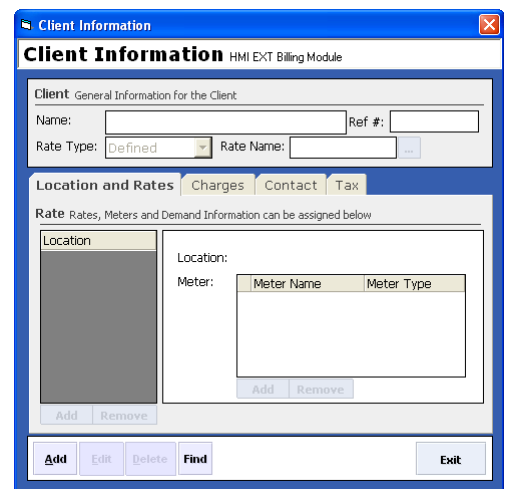 Client Information
Client Information HMI EXT Billing Module
Client General Information for the Client
Name: Ref #:
Rate Type: Defined Rate Name: ...
Location and Rates Charges Contact Tax
Rate Rates, Meters and Demand Information can be assigned below
Location
Location:
Meter: Meter Name Meter Type
Add Remove
Add Remove
Add Edit Delete Find Exit